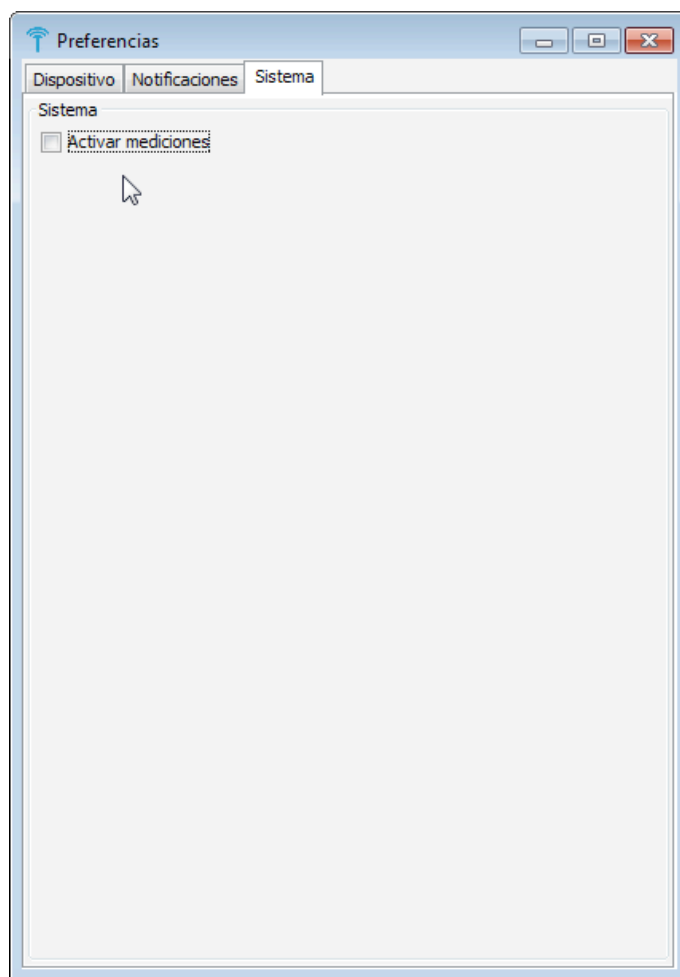 Preferencias
Dispositivo Notificaciones Sistema
Sistema
Activar mediciones